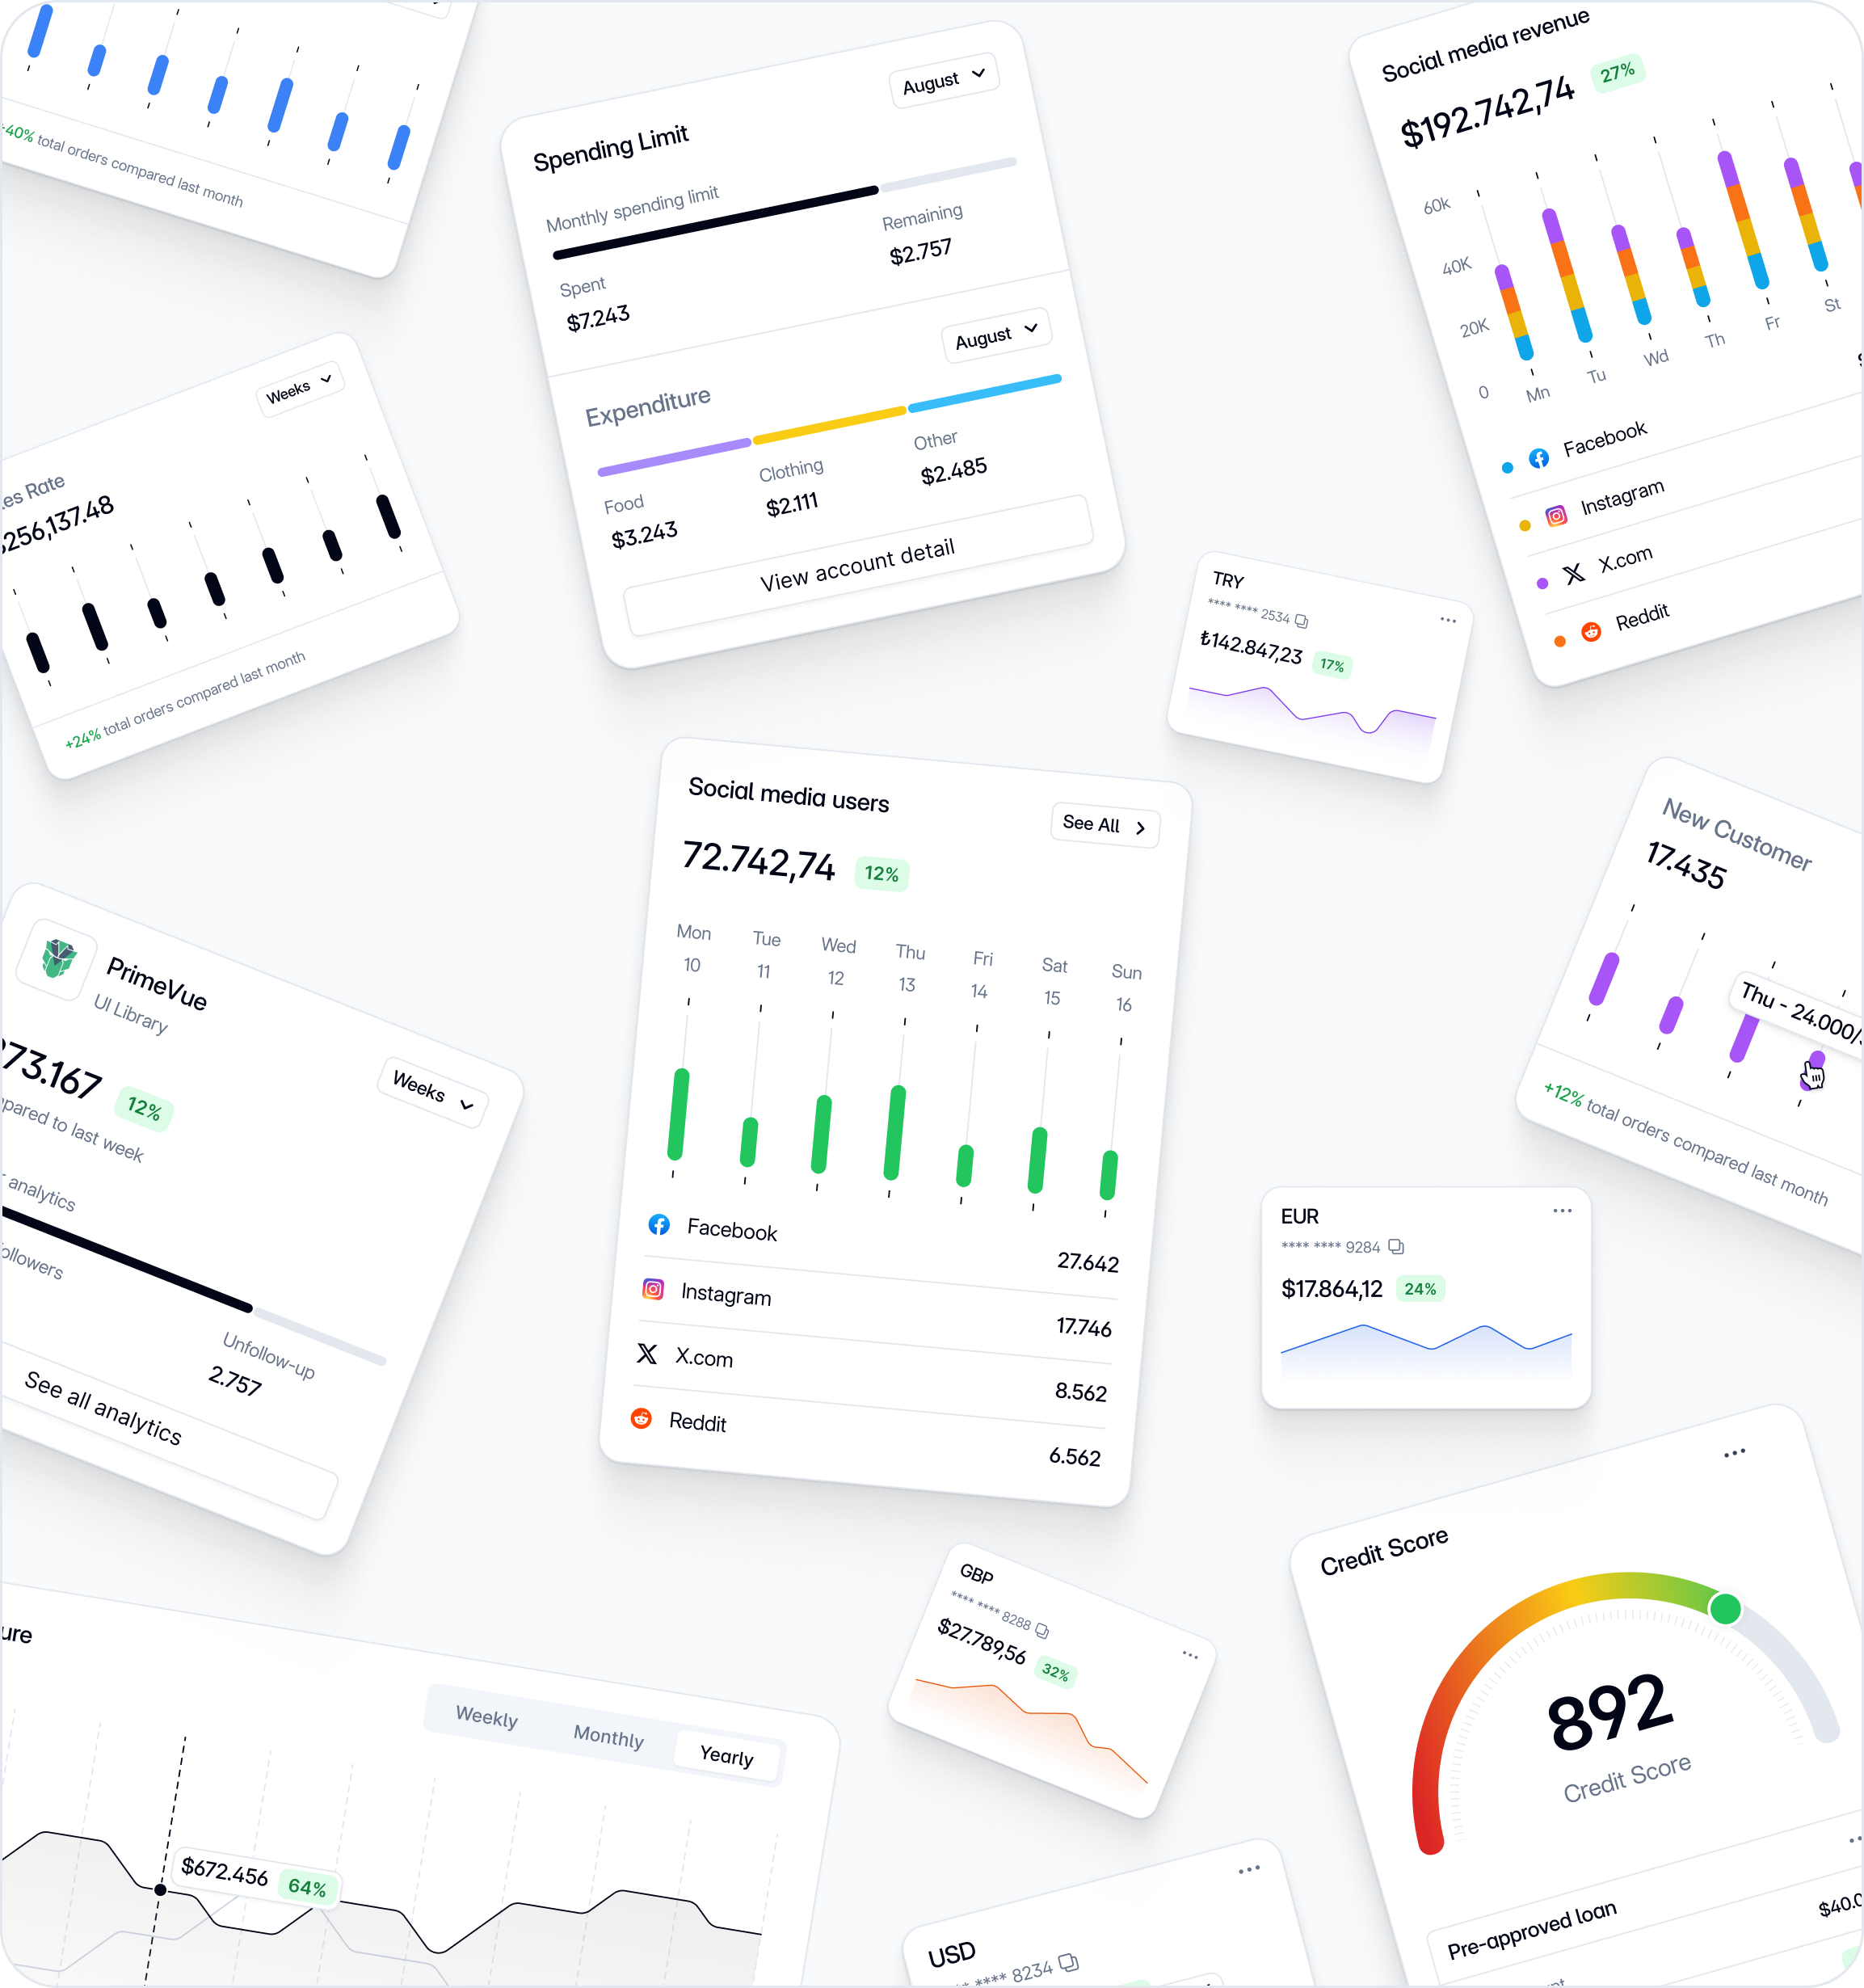 -40% total orders compared last month
August
Spending Limit
Monthly spending limit
Remaining
$2.757
Spent
$7.243
August
Expenditure
Other
$2.485
Clothing
$2.111
Food
$3.243
View account detail
Social media revenue
$192.742,74 27%
60k
40K
20K
0
Mn Tu Wd Th Fr St
Facebook
Instagram
X.com
Reddit
Weeks
es Rate
256,137.48
+24% total orders compared last month
TRY
**** **** 2534
₺142.847,23 17%
Social media users
See All
72.742,74 12%
Mon Tue Wed Thu Fri Sat Sun
10 11 12 13 14 15 16
Facebook 27.642
Instagram 17.746
X.com 8.562
Reddit 6.562
New Customer
17.435
Thu - 24.000/
+12% total orders compared last month
PrimeVue
UI Library
Weeks
73.167 12%
pared to last week
analytics
ollowers
Unfollow-up
2.757
See all analytics
EUR
**** **** 9284
$17.864,12 24%
GBP
**** **** 8288
$27.789,56 32%
Credit Score
892
Credit Score
Pre-approved loan
$40.0
ure
Weekly Monthly Yearly
$672.456 64%
USD
**** 8234